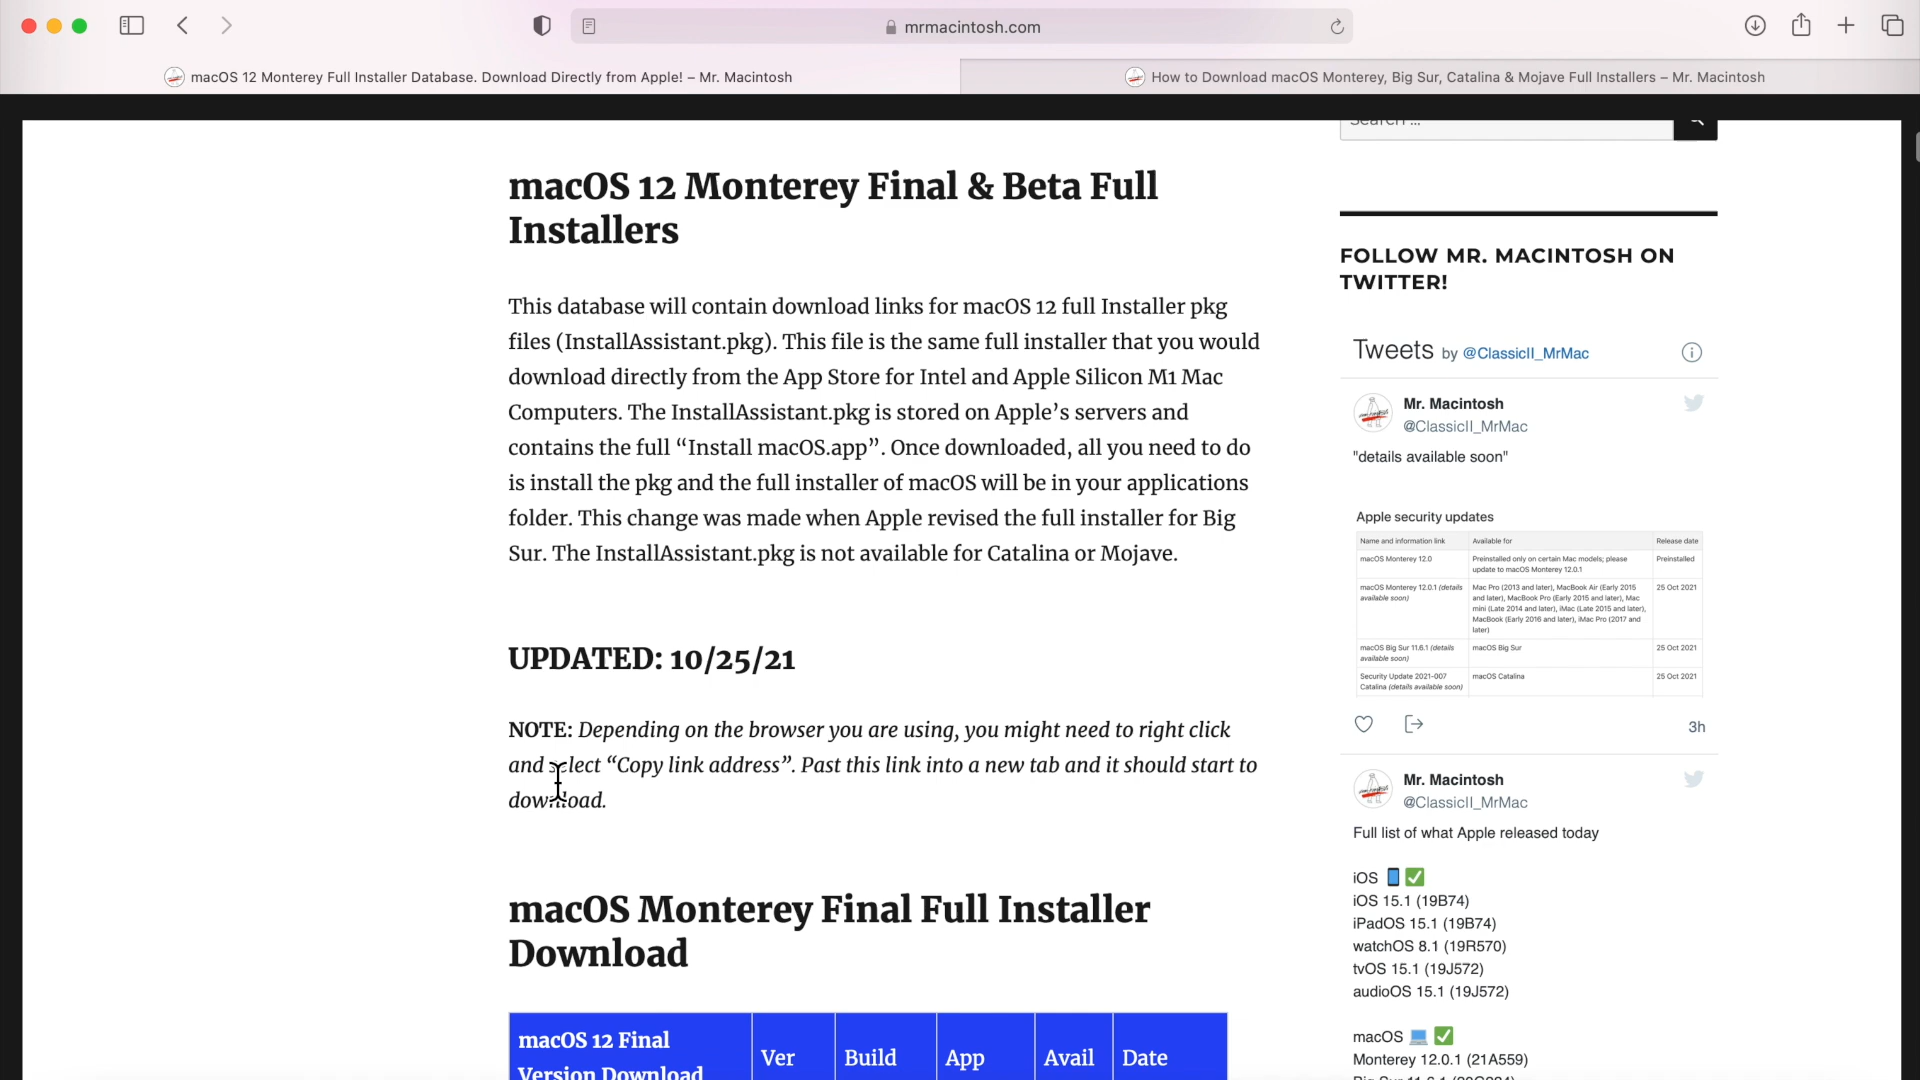 mrmacintosh.com
macOS 12 Monterey Full Installer Database. Download Directly from Apple! – Mr. Macintosh
How to Download macOS Monterey, Big Sur, Catalina & Mojave Full Installers – Mr. Macintosh
Search …
macOS 12 Monterey Final & Beta Full
Installers
This database will contain download links for macOS 12 full Installer pkg
files (InstallAssistant.pkg). This file is the same full installer that you would
download directly from the App Store for Intel and Apple Silicon M1 Mac
Computers. The InstallAssistant.pkg is stored on Apple’s servers and
contains the full “Install macOS.app”. Once downloaded, all you need to do
is install the pkg and the full installer of macOS will be in your applications
folder. This change was made when Apple revised the full installer for Big
Sur. The InstallAssistant.pkg is not available for Catalina or Mojave.
UPDATED: 10/25/21
NOTE: Depending on the browser you are using, you might need to right click
and select “Copy link address”. Past this link into a new tab and it should start to
download.
macOS Monterey Final Full Installer
Download
macOS 12 Final
Version Download
Ver
Build
App
Avail
Date
FOLLOW MR. MACINTOSH ON
TWITTER!
Tweets by @ClassicII_MrMac
Mr. Macintosh
@ClassicII_MrMac
"details available soon"
Apple security updates
Name and information link
Available for
Release date
macOS Monterey 12.0
Preinstalled only on certain Mac models; please
update to macOS Monterey 12.0.1
Preinstalled
macOS Monterey 12.0.1 (details
available soon)
Mac Pro (2013 and later), MacBook Air (Early 2015
and later), MacBook Pro (Early 2015 and later), Mac
mini (Late 2014 and later), iMac (Late 2015 and later),
MacBook (Early 2016 and later), iMac Pro (2017 and
later)
25 Oct 2021
macOS Big Sur 11.6.1 (details
available soon)
macOS Big Sur
25 Oct 2021
Security Update 2021-007
Catalina (details available soon)
macOS Catalina
25 Oct 2021
3h
Mr. Macintosh
@ClassicII_MrMac
Full list of what Apple released today
iOS 📱✅
iOS 15.1 (19B74)
iPadOS 15.1 (19B74)
watchOS 8.1 (19R570)
tvOS 15.1 (19J572)
audioOS 15.1 (19J572)
macOS 💻✅
Monterey 12.0.1 (21A559)